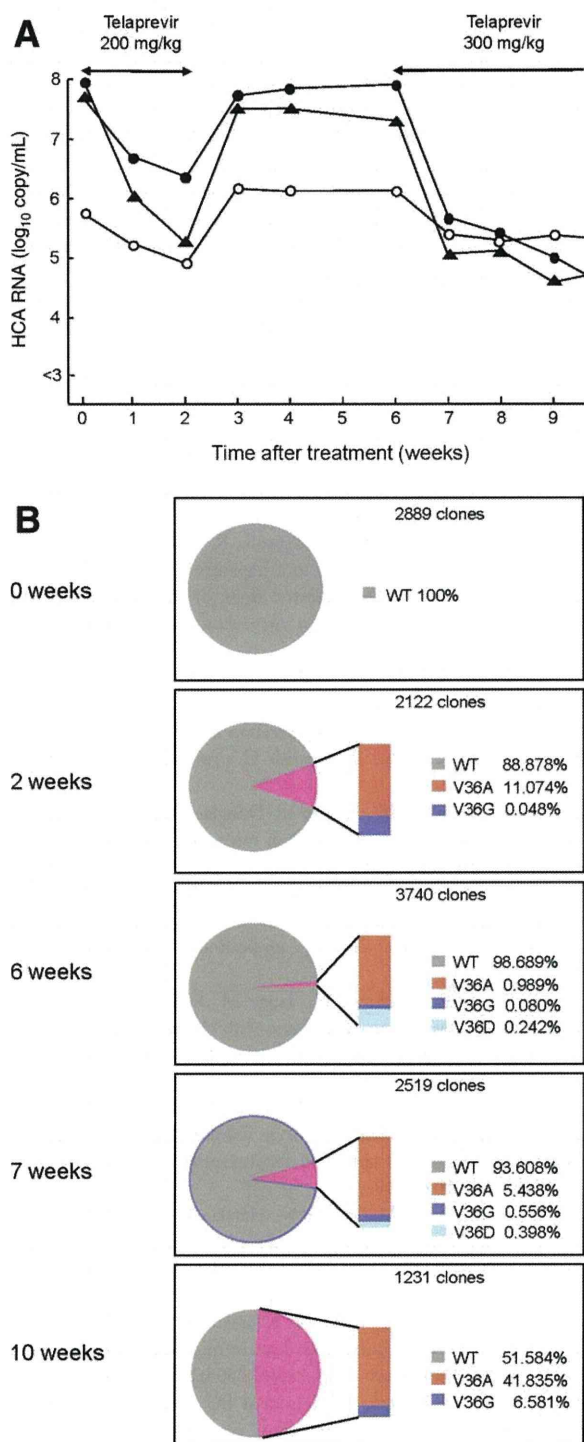 A
Telaprevir
200 mg/kg
Telaprevir
300 mg/kg
8
7
6
5
4
<3
HCA RNA (log10 copy/mL)
0 1 2 3 4 5 6 7 8 9
Time after treatment (weeks)
B
0 weeks
2889 clones
WT 100%
2 weeks
2122 clones
WT 88.878%
V36A 11.074%
V36G 0.048%
6 weeks
3740 clones
WT 98.689%
V36A 0.989%
V36G 0.080%
V36D 0.242%
7 weeks
2519 clones
WT 93.608%
V36A 5.438%
V36G 0.556%
V36D 0.398%
10 weeks
1231 clones
WT 51.584%
V36A 41.835%
V36G 6.581%